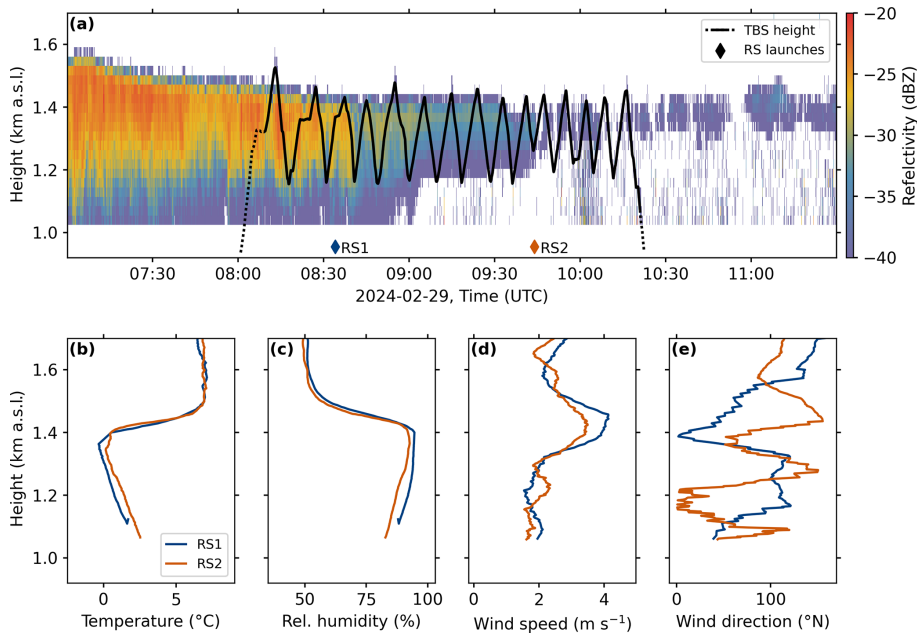 (a)
TBS height
RS launches
1.6
1.4
1.2
1.0
Height (km a.s.l.)
RS1
RS2
07:30
08:00
08:30
09:00
09:30
10:00
10:30
11:00
2024-02-29, Time (UTC)
−20
−25
−30
−35
−40
Refelctivity (dBZ)
(b)
(c)
(d)
(e)
1.6
1.4
1.2
1.0
Height (km a.s.l.)
RS1
RS2
0
5
50
75
100
0
2
4
0
100
Temperature (°C)
Rel. humidity (%)
Wind speed (m s⁻¹)
Wind direction (°N)